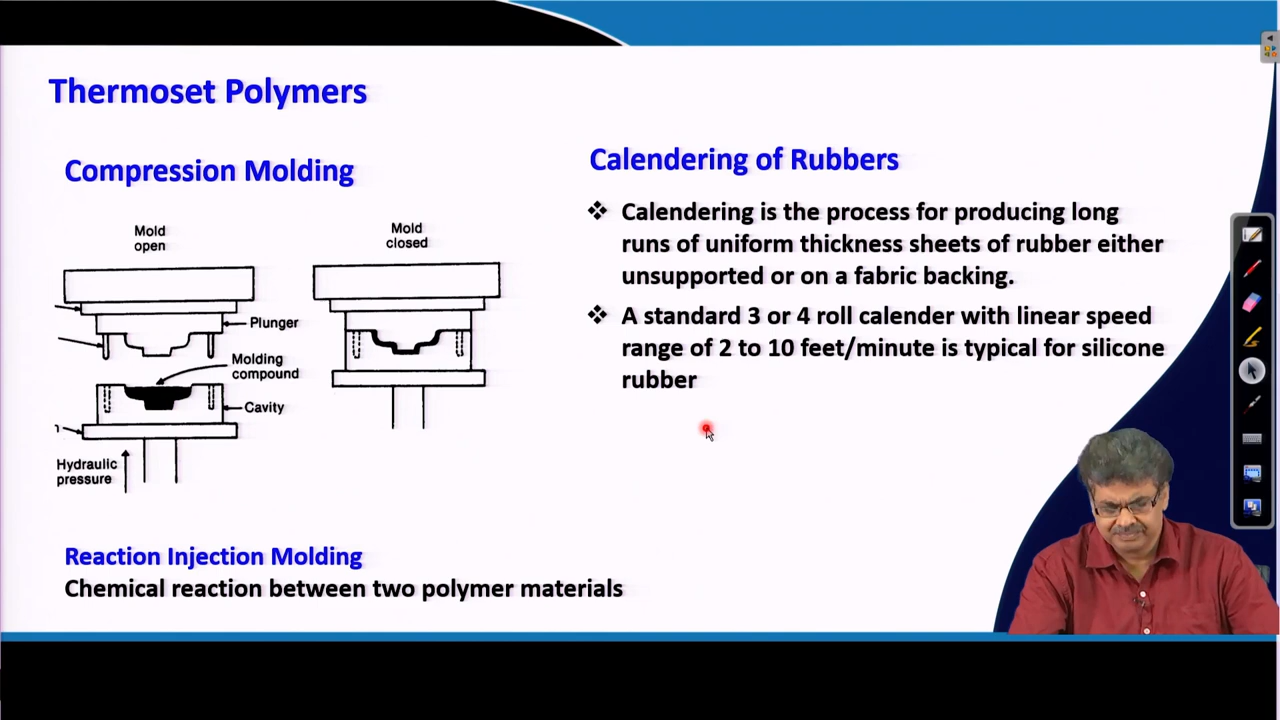 Thermoset Polymers
Compression Molding
Mold
open
Mold
closed
Plunger
Molding
compound
Cavity
Hydraulic
pressure
Reaction Injection Molding
Chemical reaction between two polymer materials
Calendering of Rubbers
❖ Calendering is the process for producing long
runs of uniform thickness sheets of rubber either
unsupported or on a fabric backing.
❖ A standard 3 or 4 roll calender with linear speed
range of 2 to 10 feet/minute is typical for silicone
rubber